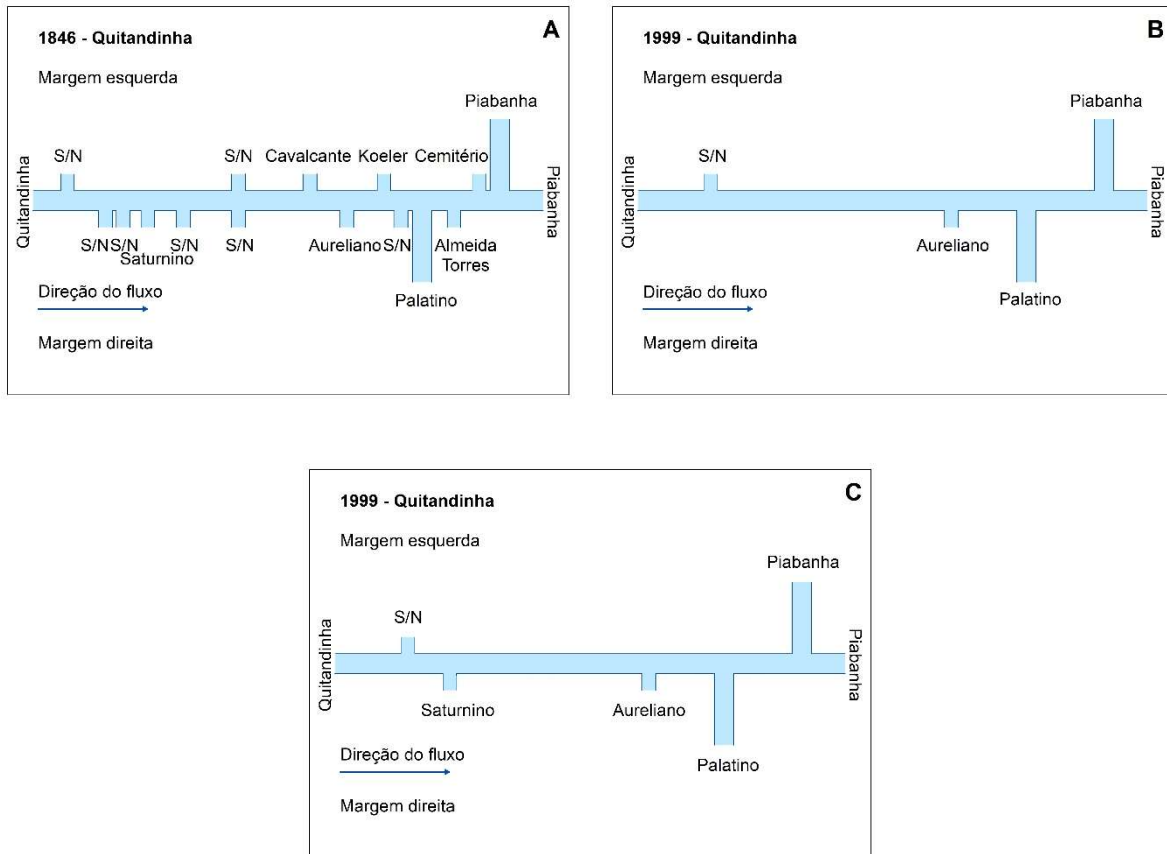 1846 - Quitandinha
A
Margem esquerda
Piabanha
S/N
S/N
Cavalcante
Koeler
Cemitério
Quitandinha
Piabanha
S/N
S/N
Saturnino
S/N
S/N
Aureliano
S/N
Almeida
Torres
Direção do fluxo
Palatino
Margem direita
1999 - Quitandinha
B
Margem esquerda
Piabanha
S/N
Quitandinha
Piabanha
Aureliano
Direção do fluxo
Palatino
Margem direita
1999 - Quitandinha
C
Margem esquerda
Piabanha
S/N
Quitandinha
Piabanha
Saturnino
Aureliano
Direção do fluxo
Palatino
Margem direita